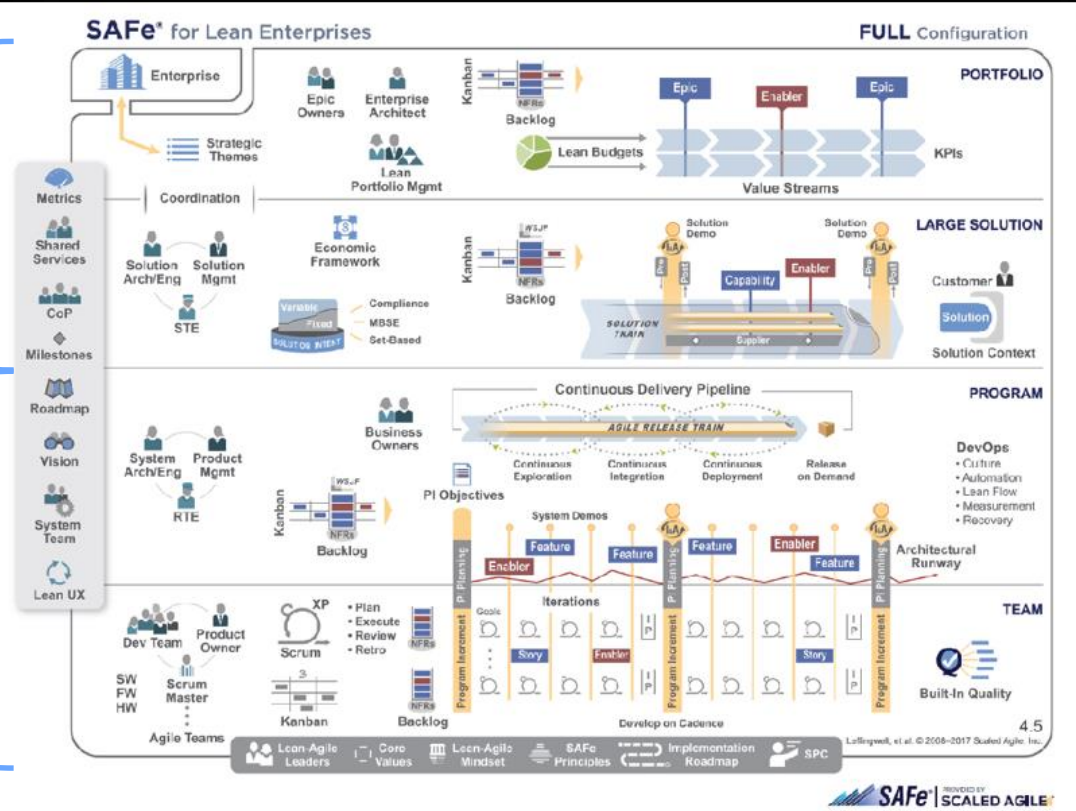 SAFe® for Lean Enterprises
FULL Configuration
Enterprise
Strategic
Themes
Epic
Owners
Enterprise
Architect
Lean
Portfolio Mgmt
Kanban
NFRs
Backlog
Lean Budgets
Epic
Enabler
Epic
KPIs
Value Streams
PORTFOLIO
Metrics
Shared
Services
CoP
Milestones
Roadmap
Vision
System
Team
Lean UX
Coordination
Solution
Arch/Eng
Solution
Mgmt
STE
Economic
Framework
Variable
Fixed
SOLUTION INTENT
Compliance
MBSE
Set-Based
Kanban
WSJF
NFRs
Backlog
Solution
Demo
Solution
Demo
I&A
I&A
Pre
Post
Pre
Post
Capability
Enabler
SOLUTION
TRAIN
Supplier
LARGE SOLUTION
Customer
Solution
Solution Context
System
Arch/Eng
Product
Mgmt
RTE
Business
Owners
Kanban
WSJF
NFRs
Backlog
PI Objectives
Continuous Delivery Pipeline
AGILE RELEASE TRAIN
Continuous
Exploration
Continuous
Integration
Continuous
Deployment
Release
on Demand
PROGRAM
DevOps
• Culture
• Automation
• Lean Flow
• Measurement
• Recovery
System Demos
I&A
I&A
PI Planning
PI Planning
PI Planning
Enabler
Feature
Feature
Feature
Enabler
Feature
Architectural
Runway
Dev Team
Product
Owner
Scrum
Master
SW
FW
HW
Agile Teams
XP
Scrum
• Plan
• Execute
• Review
• Retro
3
Kanban
NFRs
NFRs
Backlog
Program Increment
Program Increment
Program Increment
Iterations
Goals
Story
Enabler
Story
I P
I P
I P
I P
Develop on Cadence
TEAM
Built-In Quality
4.5
Leffingwell, et al. © 2008–2017 Scaled Agile, Inc.
Lean-Agile
Leaders
Core
Values
Lean-Agile
Mindset
SAFe
Principles
Implementation
Roadmap
SPC
SAFe® PROVIDED BY
SCALED AGILE